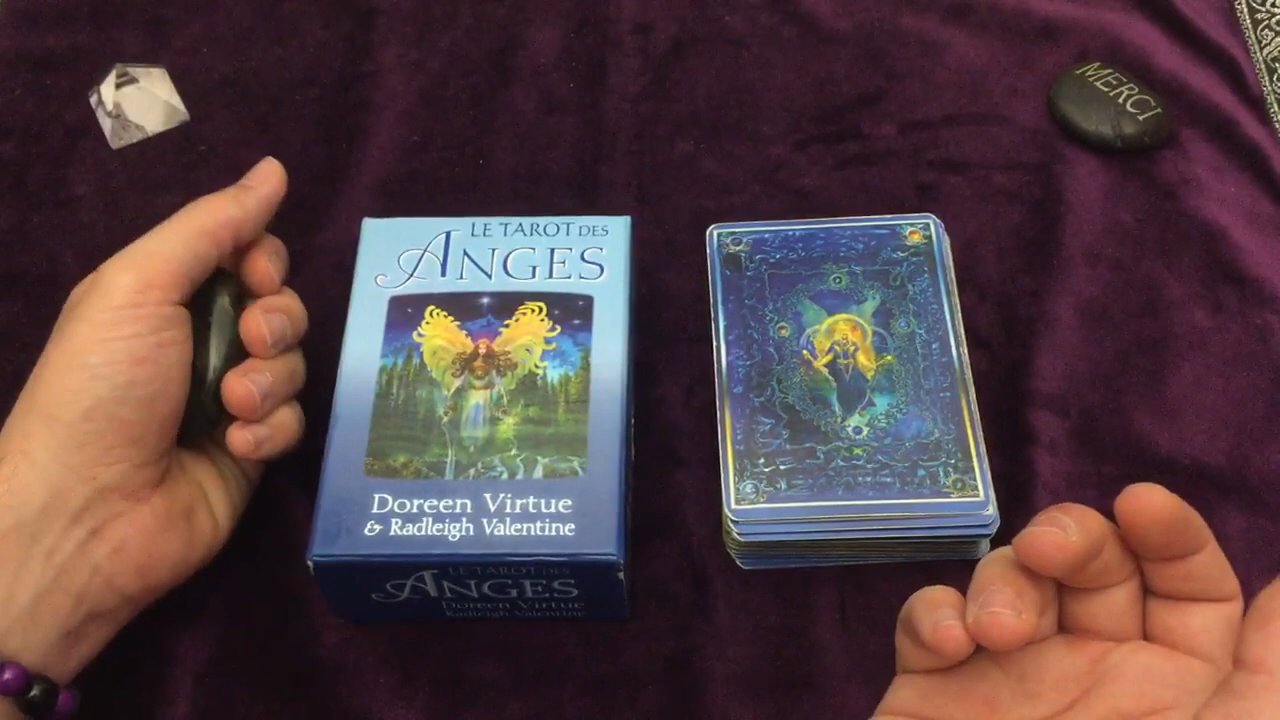 MERCI
LE TAROT DES
ANGES
Doreen Virtue
& Radleigh Valentine
LE TAROT DES
ANGES
Doreen Virtue
Radleigh Valentine